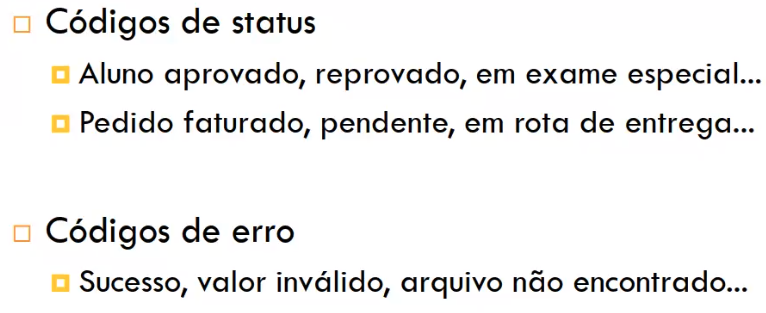 Códigos de status
Aluno aprovado, reprovado, em exame especial...
Pedido faturado, pendente, em rota de entrega...
Códigos de erro
Sucesso, valor inválido, arquivo não encontrado...